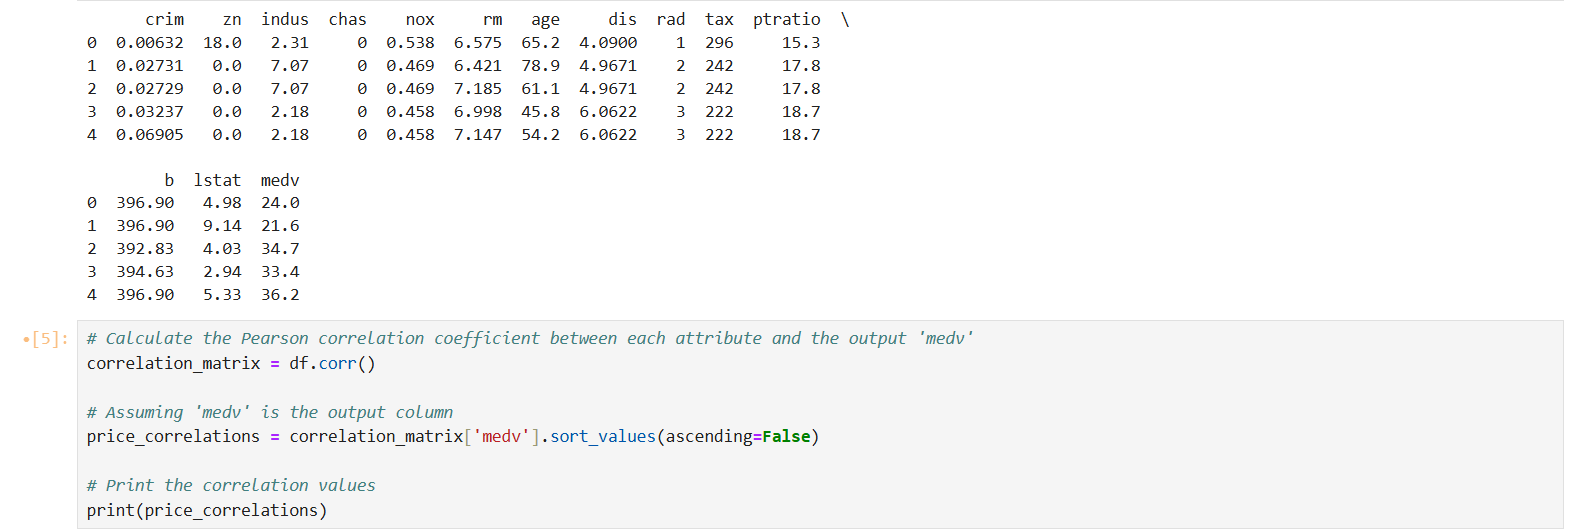 crim zn indus chas nox rm age dis rad tax ptratio \
0 0.00632 18.0 2.31 0 0.538 6.575 65.2 4.0900 1 296 15.3
1 0.02731 0.0 7.07 0 0.469 6.421 78.9 4.9671 2 242 17.8
2 0.02729 0.0 7.07 0 0.469 7.185 61.1 4.9671 2 242 17.8
3 0.03237 0.0 2.18 0 0.458 6.998 45.8 6.0622 3 222 18.7
4 0.06905 0.0 2.18 0 0.458 7.147 54.2 6.0622 3 222 18.7
b lstat medv
0 396.90 4.98 24.0
1 396.90 9.14 21.6
2 392.83 4.03 34.7
3 394.63 2.94 33.4
4 396.90 5.33 36.2
•[5]: # Calculate the Pearson correlation coefficient between each attribute and the output 'medv'
correlation_matrix = df.corr()
# Assuming 'medv' is the output column
price_correlations = correlation_matrix['medv'].sort_values(ascending=False)
# Print the correlation values
print(price_correlations)